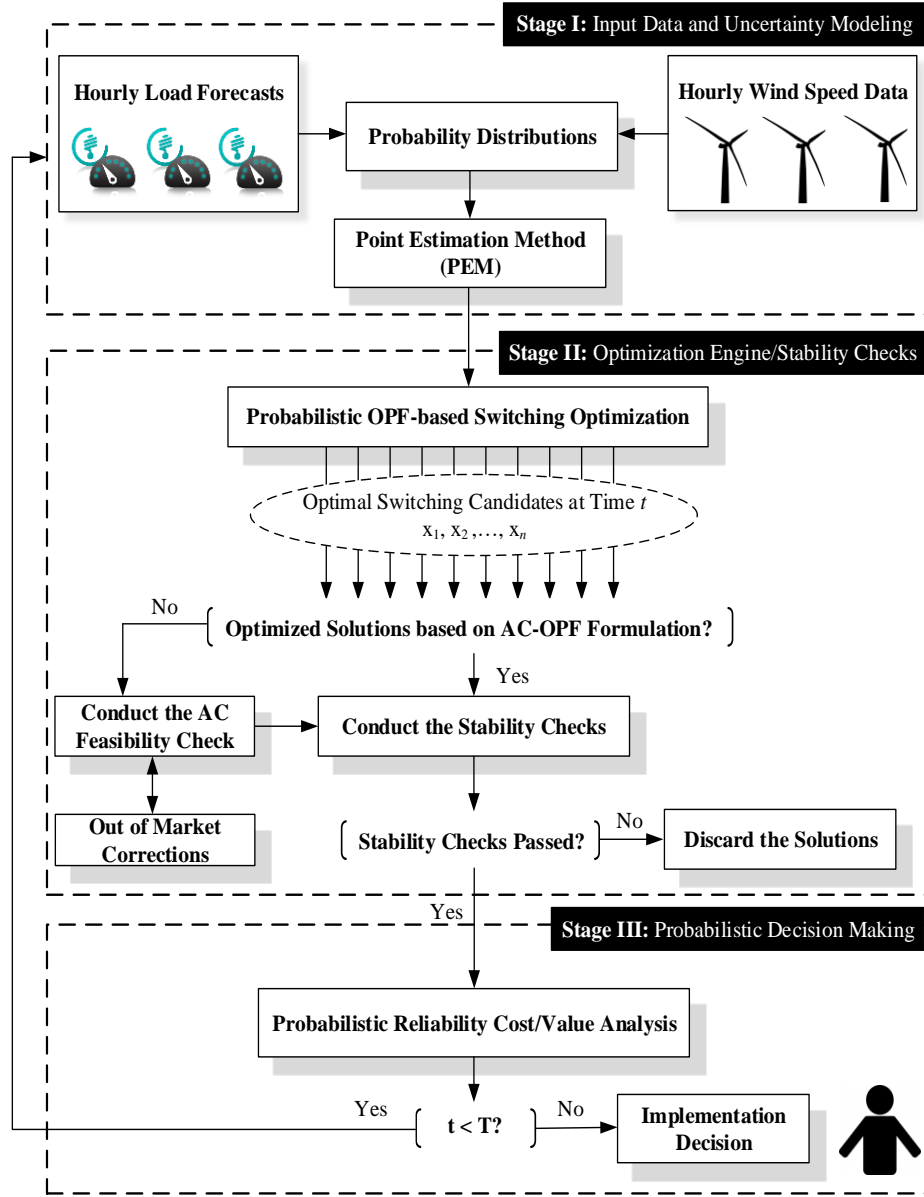 Stage I: Input Data and Uncertainty Modeling
Hourly Load Forecasts
Probability Distributions
Hourly Wind Speed Data
Point Estimation Method
(PEM)
Stage II: Optimization Engine/Stability Checks
Probabilistic OPF-based Switching Optimization
Optimal Switching Candidates at Time t
x1, x2 ,…, xn
No
Optimized Solutions based on AC-OPF Formulation?
Yes
Conduct the AC
Feasibility Check
Conduct the Stability Checks
Out of Market
Corrections
Stability Checks Passed?
No
Discard the Solutions
Yes
Stage III: Probabilistic Decision Making
Probabilistic Reliability Cost/Value Analysis
Yes
t < T?
No
Implementation
Decision